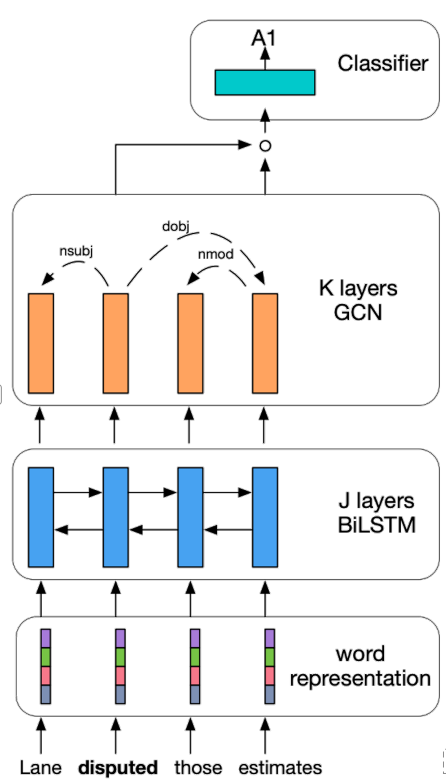 A1
Classifier
dobj
nsubj
nmod
K layers
GCN
J layers
BiLSTM
word
representation
Lane disputed those estimates